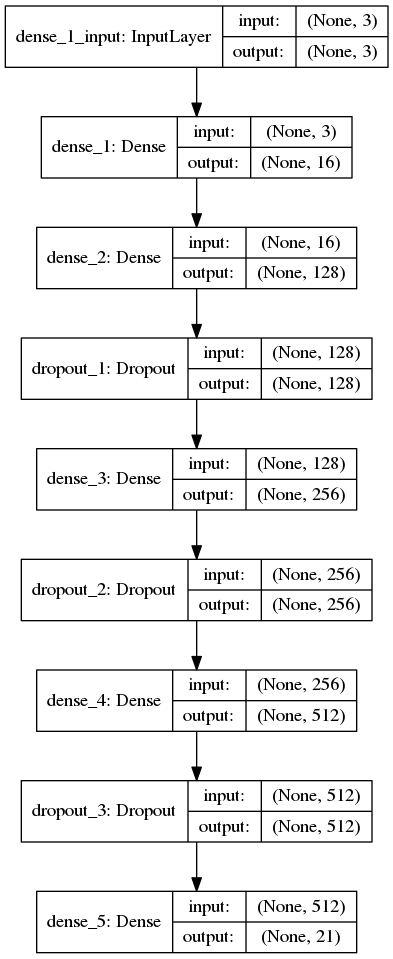 dense_1_input: InputLayer
input: (None, 3)
output: (None, 3)
dense_1: Dense
input: (None, 3)
output: (None, 16)
dense_2: Dense
input: (None, 16)
output: (None, 128)
dropout_1: Dropout
input: (None, 128)
output: (None, 128)
dense_3: Dense
input: (None, 128)
output: (None, 256)
dropout_2: Dropout
input: (None, 256)
output: (None, 256)
dense_4: Dense
input: (None, 256)
output: (None, 512)
dropout_3: Dropout
input: (None, 512)
output: (None, 512)
dense_5: Dense
input: (None, 512)
output: (None, 21)